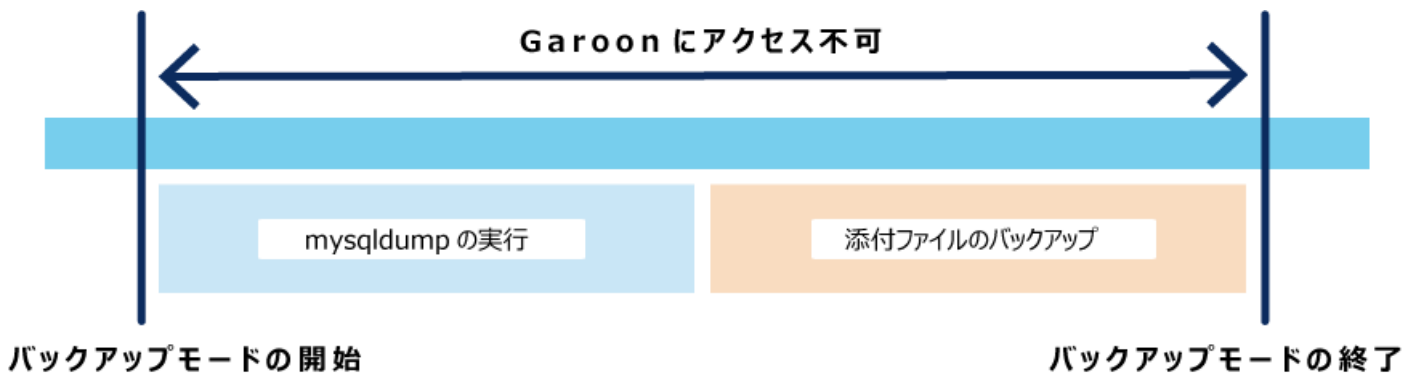 Garoon にアクセス不可
mysqldump の実行
添付ファイルのバックアップ
バックアップモードの開始
バックアップモードの終了